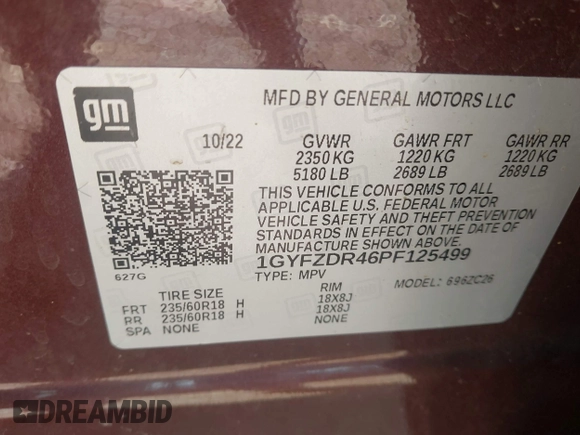 gm
MFD BY GENERAL MOTORS LLC
10/22 GVWR GAWR FRT GAWR RR
2350 KG 1220 KG 1220 KG
5180 LB 2689 LB 2689 LB
THIS VEHICLE CONFORMS TO ALL
APPLICABLE U.S. FEDERAL MOTOR
VEHICLE SAFETY AND THEFT PREVENTION
STANDARDS IN EFFECT ON THE DATE OF
MANUFACTURE SHOWN ABOVE.
1GYFZDR46PF125499
627G TYPE: MPV MODEL: 696ZC26
TIRE SIZE RIM
FRT 235/60R18 H 18X8J
RR 235/60R18 H 18X8J
SPA NONE NONE
DREAMBID